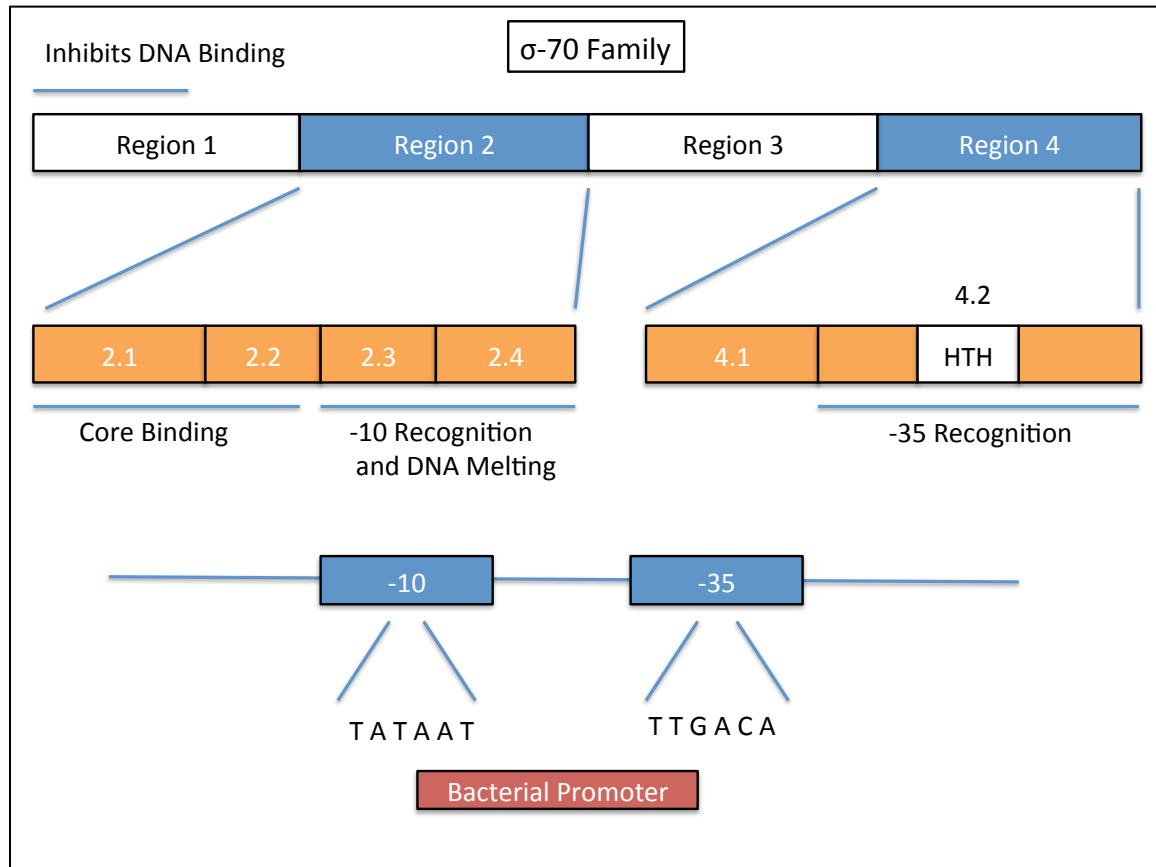 Inhibits DNA Binding
σ-70 Family
Region 1
Region 2
Region 3
Region 4
4.2
2.1
2.2
2.3
2.4
4.1
HTH
Core Binding
-10 Recognition
and DNA Melting
-35 Recognition
-10
-35
T A T A A T
T T G A C A
Bacterial Promoter